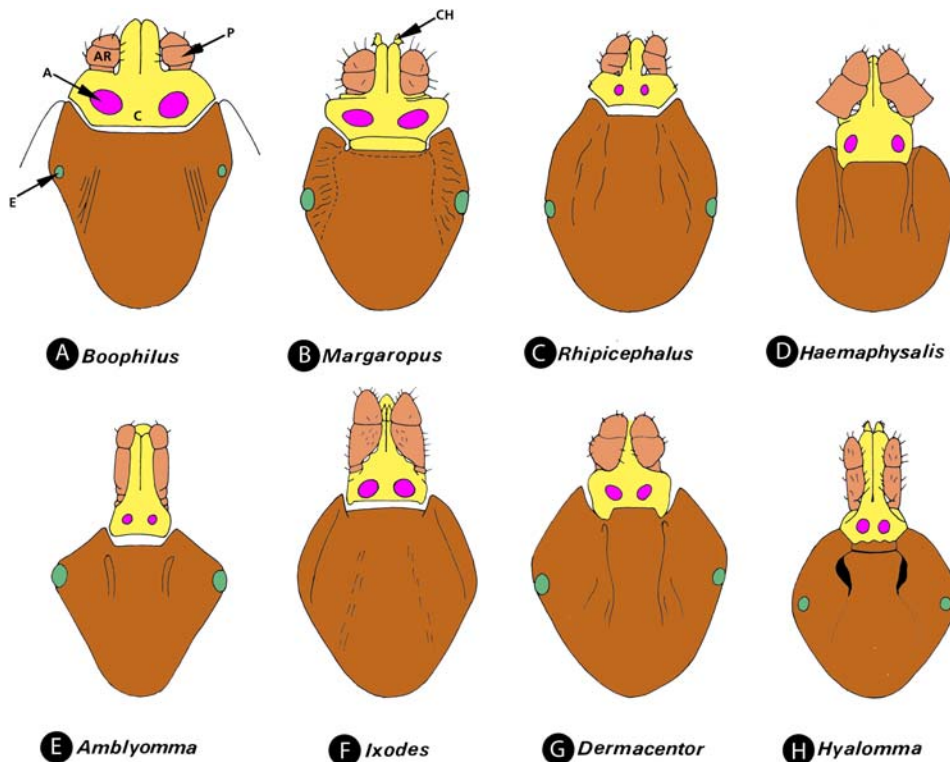 CH
P
AR
A
C
E
A Boophilus
B Margaropus
C Rhipicephalus
D Haemaphysalis
E Amblyomma
F Ixodes
G Dermacentor
H Hyalomma